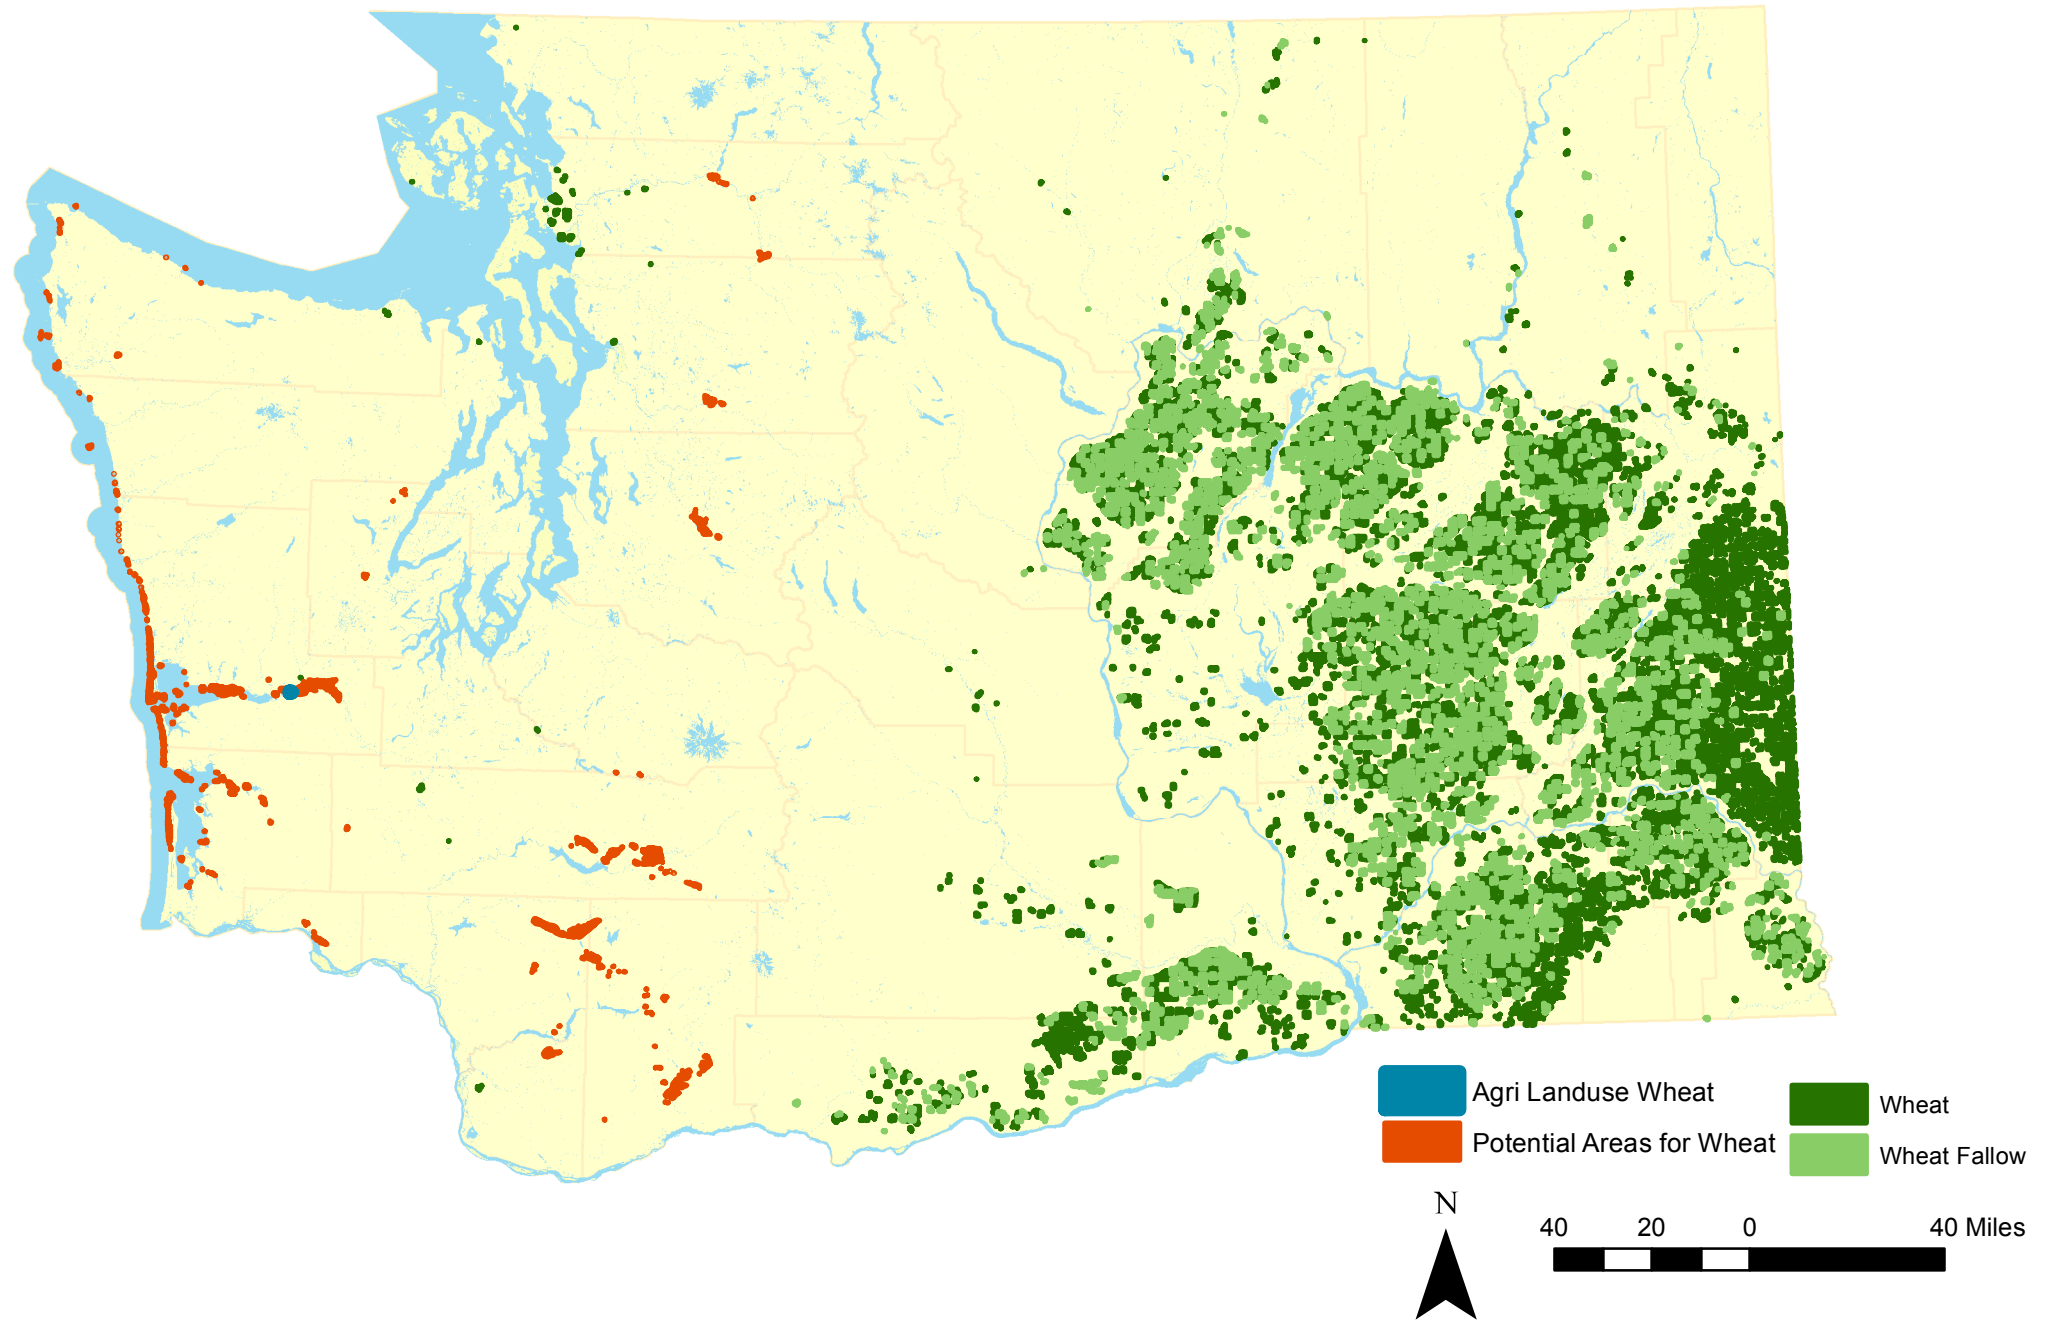 Agri Landuse Wheat
Potential Areas for Wheat
Wheat
Wheat Fallow
N
40 20 0 40 Miles